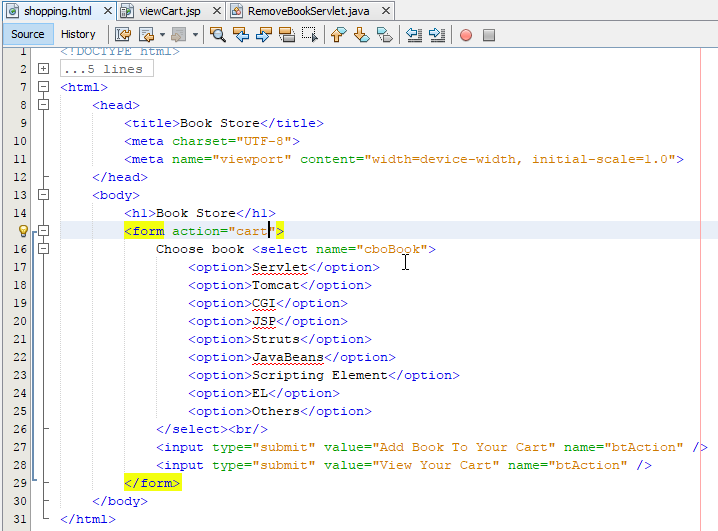 shopping.html viewCart.jsp RemoveBookServlet.java
Source History
1 <!DOCTYPE html>
2 ...5 lines
7 <html>
8 <head>
9 <title>Book Store</title>
10 <meta charset="UTF-8">
11 <meta name="viewport" content="width=device-width, initial-scale=1.0">
12 </head>
13 <body>
14 <h1>Book Store</h1>
<form action="cart">
16 Choose book <select name="cboBook">
17 <option>Servlet</option>
18 <option>Tomcat</option>
19 <option>CGI</option>
20 <option>JSP</option>
21 <option>Struts</option>
22 <option>JavaBeans</option>
23 <option>Scripting Element</option>
24 <option>EL</option>
25 <option>Others</option>
26 </select><br/>
27 <input type="submit" value="Add Book To Your Cart" name="btAction" />
28 <input type="submit" value="View Your Cart" name="btAction" />
29 </form>
30 </body>
31 </html>